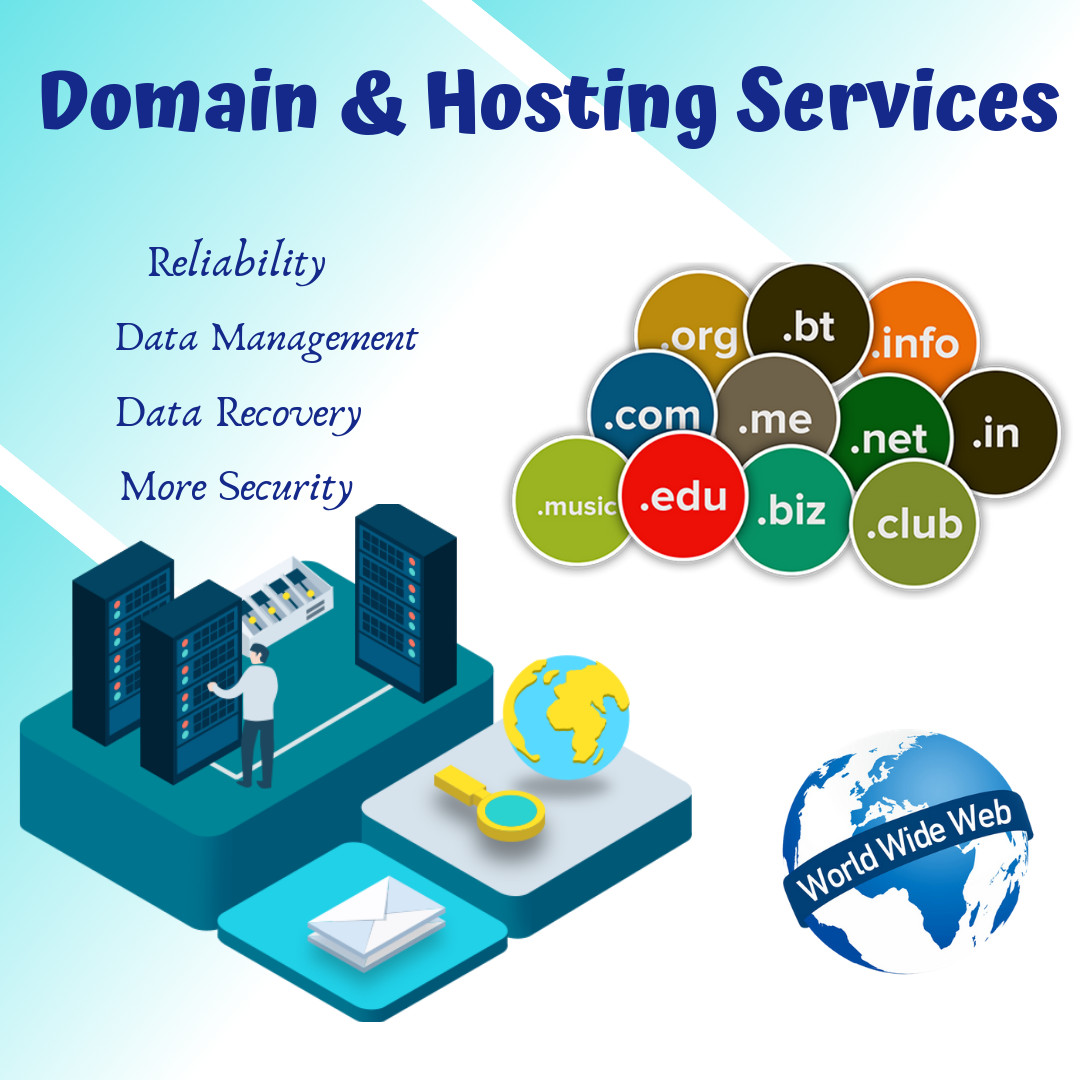 Domain & Hosting Services
Reliability
Data Management
Data Recovery
More Security
.org
.bt
.info
.com
.me
.net
.in
.music
.edu
.biz
.club
World Wide Web